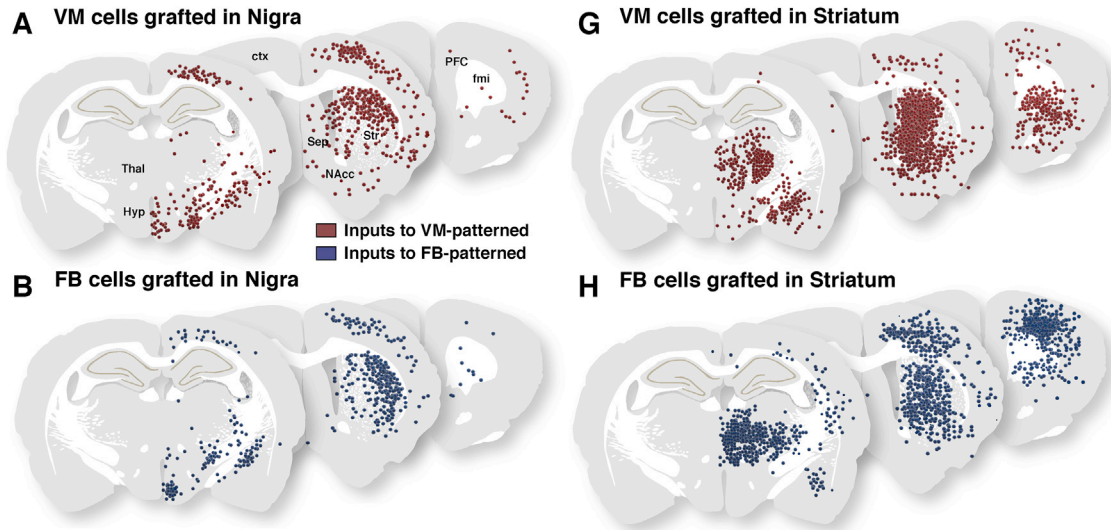 A VM cells grafted in Nigra
ctx
PFC
fmi
Sep
Str
Thal
NAcc
Hyp
Inputs to VM-patterned
Inputs to FB-patterned
B FB cells grafted in Nigra
G VM cells grafted in Striatum
H FB cells grafted in Striatum